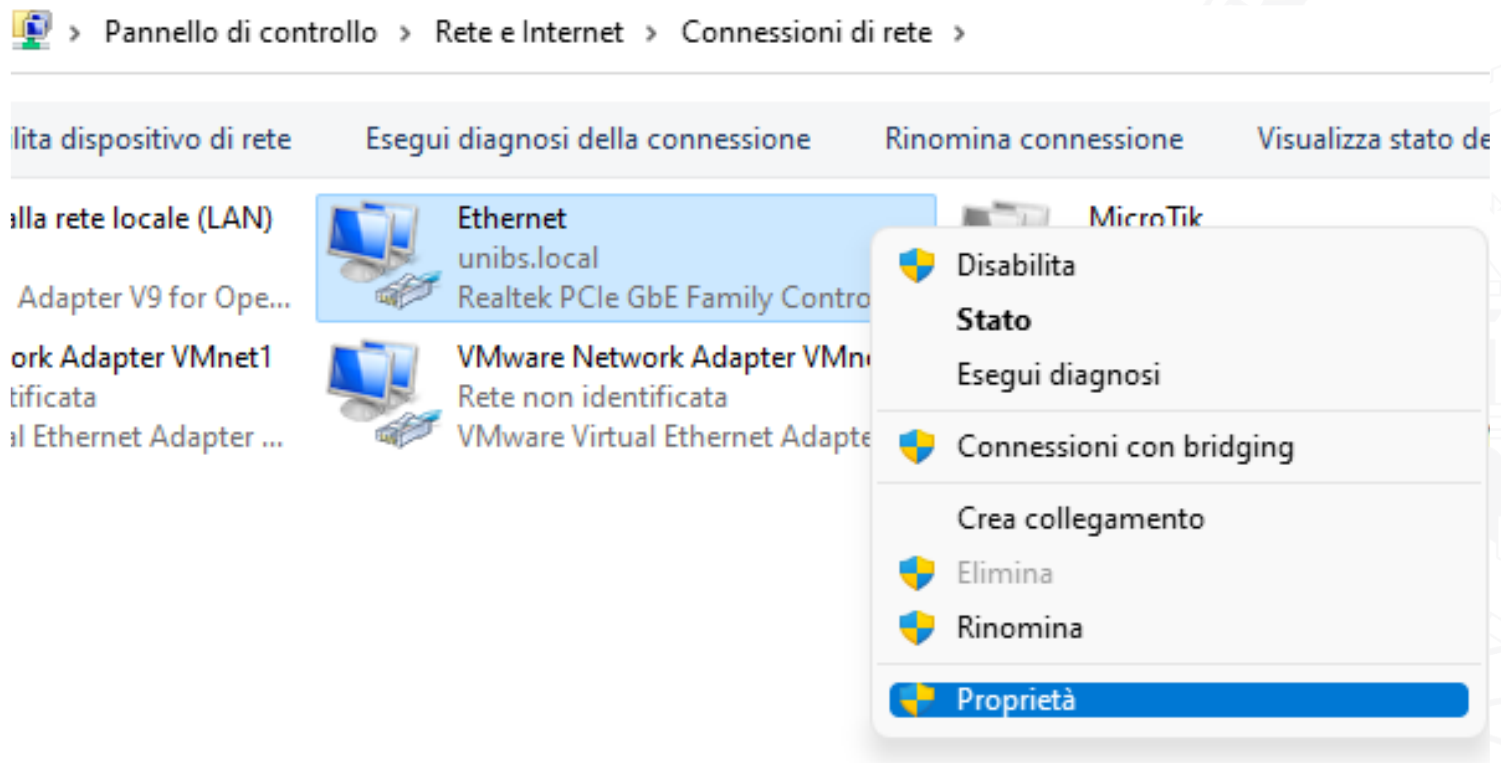 > Pannello di controllo > Rete e Internet > Connessioni di rete >
ilita dispositivo di rete Esegui diagnosi della connessione Rinomina connessione Visualizza stato de
alla rete locale (LAN)
Adapter V9 for Ope...
Ethernet
unibs.local
Realtek PCIe GbE Family Contro
MicroTik
ork Adapter VMnet1
tificata
al Ethernet Adapter ...
VMware Network Adapter VMn
Rete non identificata
VMware Virtual Ethernet Adapte
Disabilita
Stato
Esegui diagnosi
Connessioni con bridging
Crea collegamento
Elimina
Rinomina
Proprietà